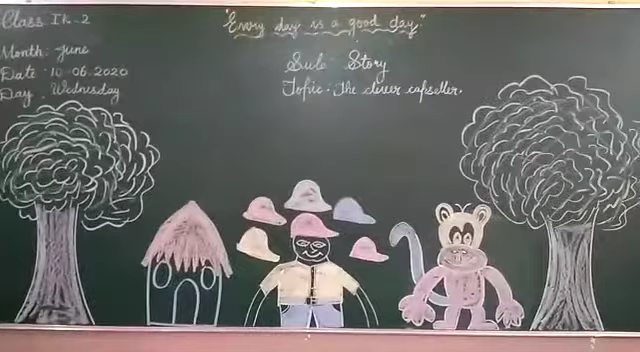 Class Ik-2
"Every day is a good day"
Month: June
Date: 10-06-2020
Day: Wednesday
Sub: Story
Topic: The clever capseller.